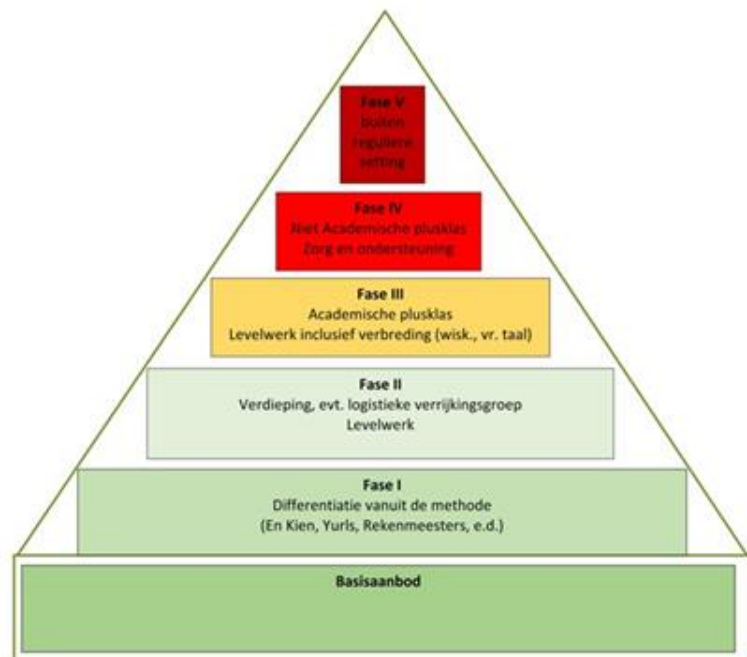 Fase V
buiten
reguliere
setting
Fase IV
Niet Academische plusklas
Zorg en ondersteuning
Fase III
Academische plusklas
Levelwerk inclusief verbreding (wisk., vr. taal)
Fase II
Verdieping, evt. logistieke verrijkingsgroep
Levelwerk
Fase I
Differentiatie vanuit de methode
(En Kien, Yurls, Rekenmeesters, e.d.)
Basisaanbod